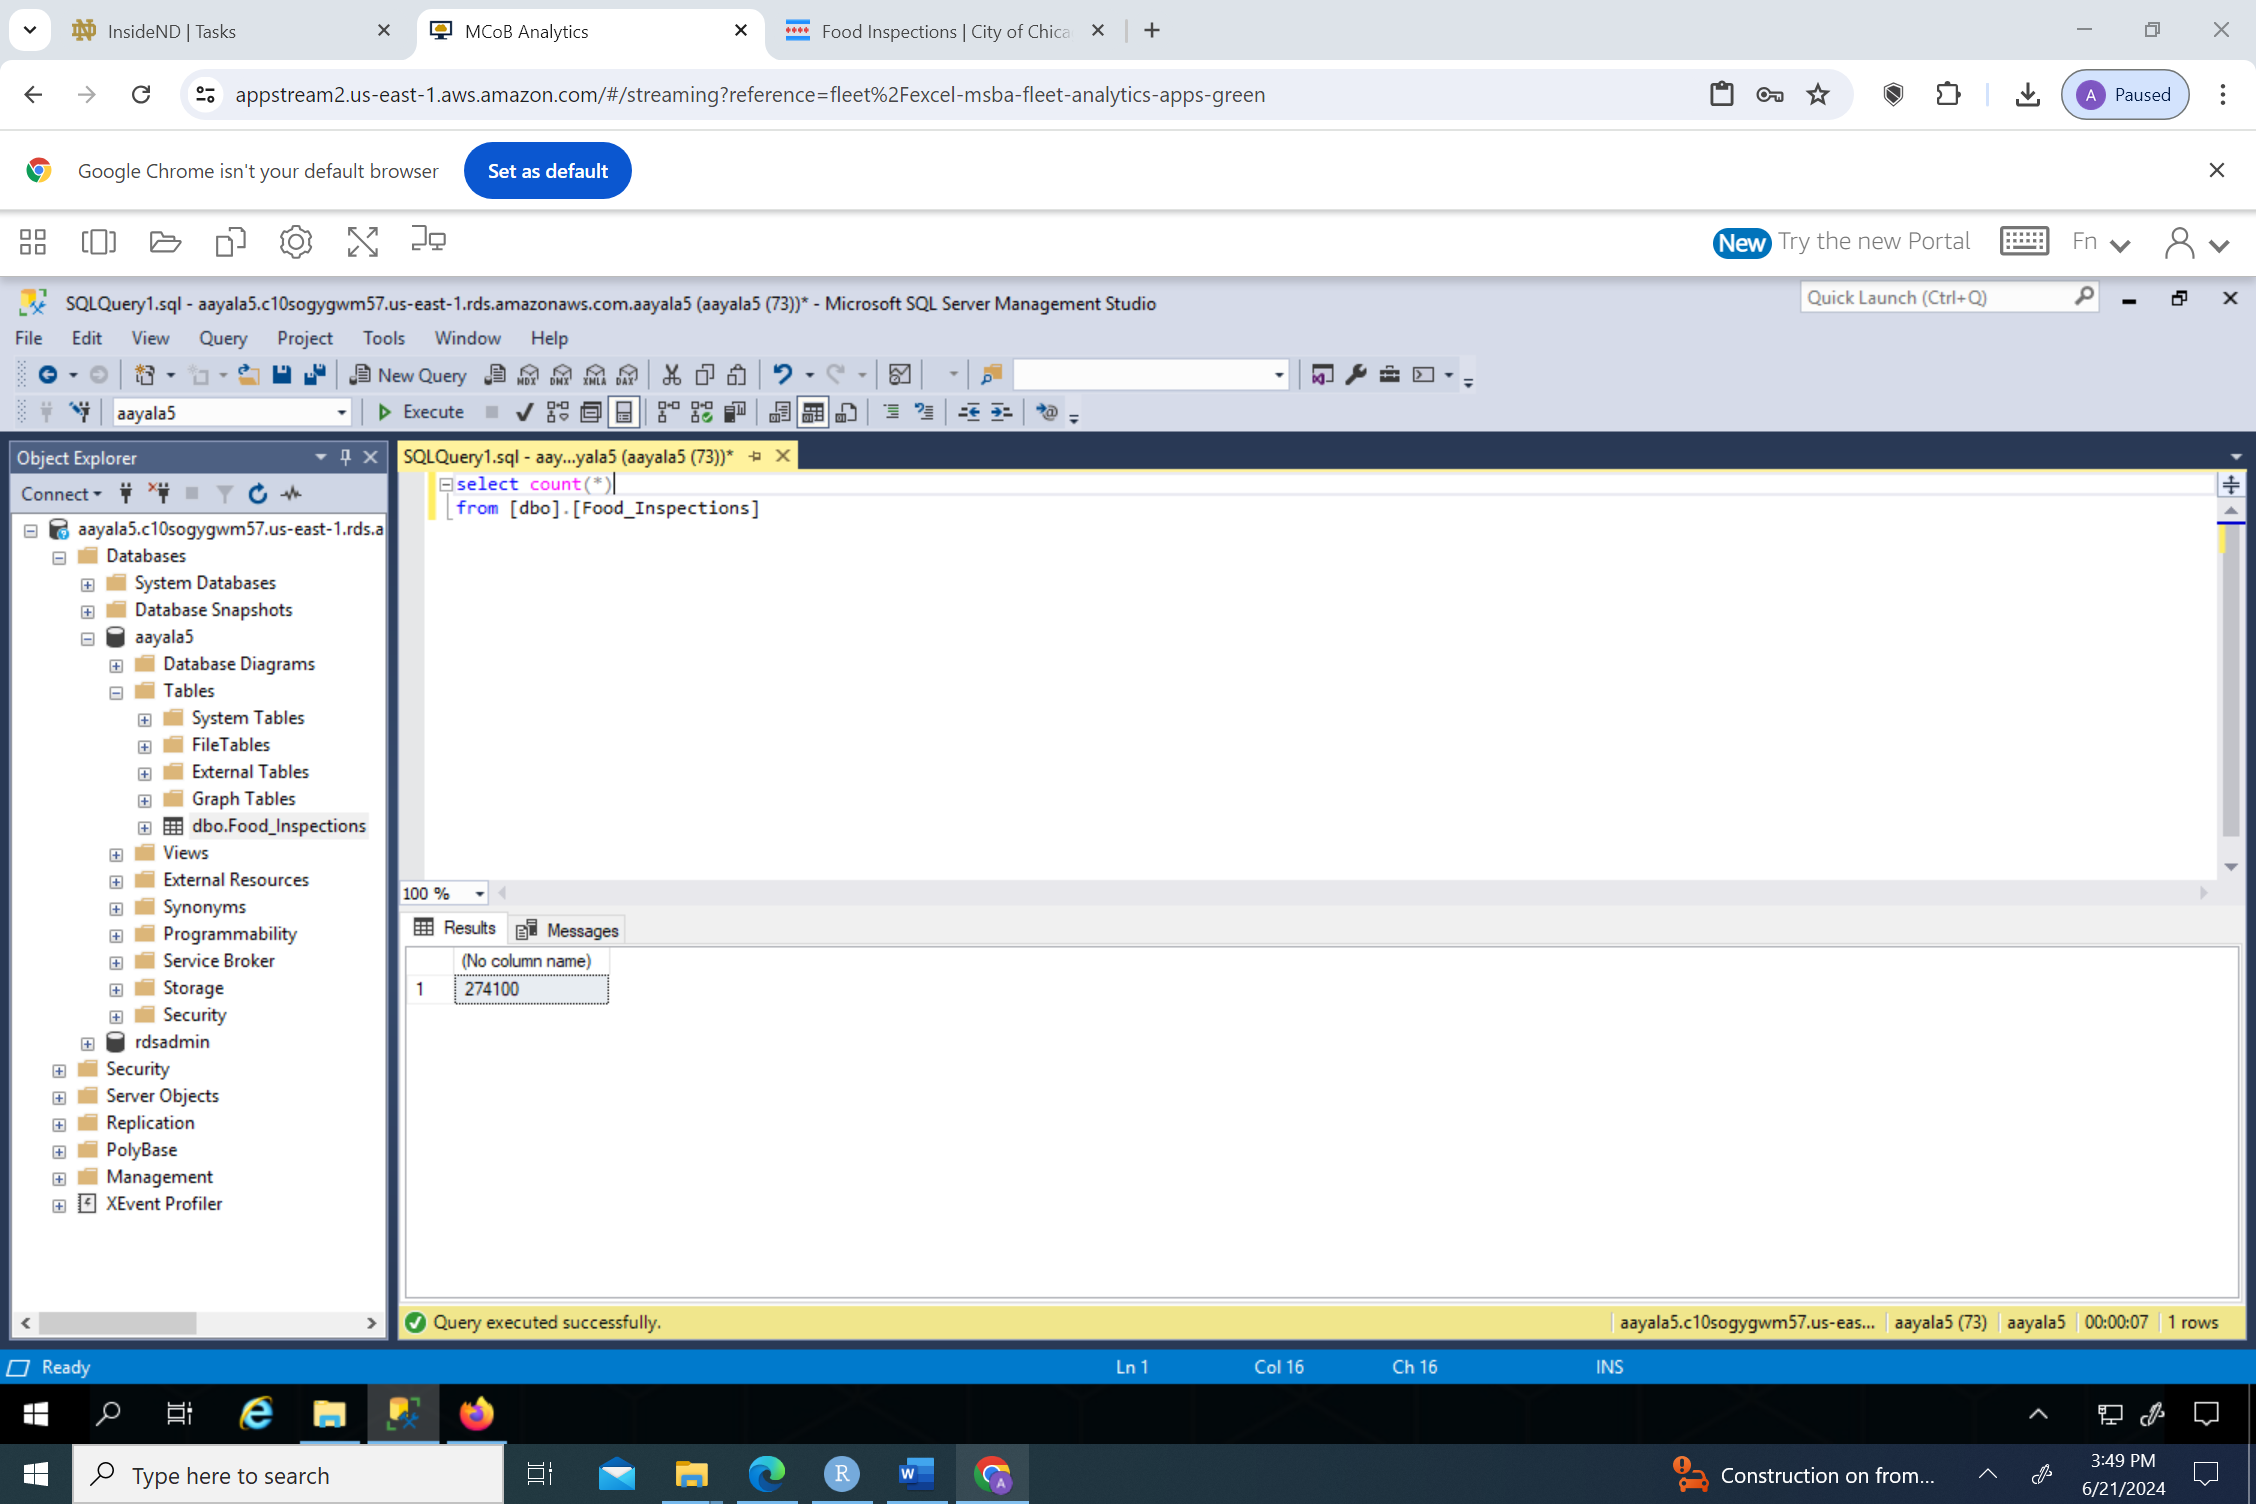 InsideND | Tasks
MCoB Analytics
Food Inspections | City of Chica
appstream2.us-east-1.aws.amazon.com/#/streaming?reference=fleet%2Fexcel-msba-fleet-analytics-apps-green
A Paused
Google Chrome isn't your default browser
Set as default
New Try the new Portal
Fn
SQLQuery1.sql - aayala5.c10sogygwm57.us-east-1.rds.amazonaws.com.aayala5 (aayala5 (73))* - Microsoft SQL Server Management Studio
Quick Launch (Ctrl+Q)
File Edit View Query Project Tools Window Help
New Query MDX DMX XMLA DAX
aayala5 Execute
Object Explorer
SQLQuery1.sql - aay...yala5 (aayala5 (73))*
Connect
select count(*)
from [dbo].[Food_Inspections]
aayala5.c10sogygwm57.us-east-1.rds.a
Databases
System Databases
Database Snapshots
aayala5
Database Diagrams
Tables
System Tables
FileTables
External Tables
Graph Tables
dbo.Food_Inspections
Views
External Resources
Synonyms
Programmability
Service Broker
Storage
Security
rdsadmin
Security
Server Objects
Replication
PolyBase
Management
XEvent Profiler
100 %
Results Messages
(No column name)
1 274100
Query executed successfully.
aayala5.c10sogygwm57.us-eas... aayala5 (73) aayala5 00:00:07 1 rows
Ready Ln 1 Col 16 Ch 16 INS
Type here to search
R
W
A
Construction on from...
3:49 PM
6/21/2024